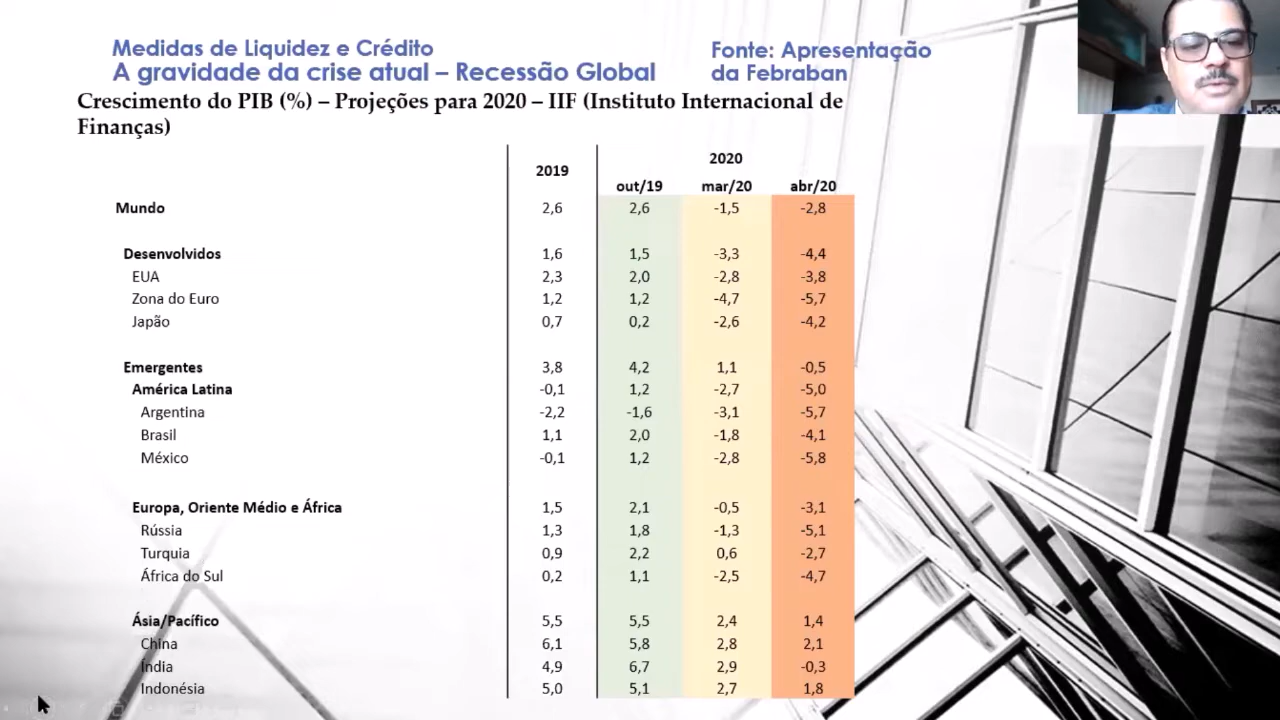 Medidas de Liquidez e Crédito
A gravidade da crise atual – Recessão Global
Fonte: Apresentação
da Febraban
Crescimento do PIB (%) – Projeções para 2020 – IIF (Instituto Internacional de
Finanças)
2019 2020
out/19 mar/20 abr/20
Mundo 2,6 2,6 -1,5 -2,8
Desenvolvidos 1,6 1,5 -3,3 -4,4
EUA 2,3 2,0 -2,8 -3,8
Zona do Euro 1,2 1,2 -4,7 -5,7
Japão 0,7 0,2 -2,6 -4,2
Emergentes 3,8 4,2 1,1 -0,5
América Latina -0,1 1,2 -2,7 -5,0
Argentina -2,2 -1,6 -3,1 -5,7
Brasil 1,1 2,0 -1,8 -4,1
México -0,1 1,2 -2,8 -5,8
Europa, Oriente Médio e África 1,5 2,1 -0,5 -3,1
Rússia 1,3 1,8 -1,3 -5,1
Turquia 0,9 2,2 0,6 -2,7
África do Sul 0,2 1,1 -2,5 -4,7
Ásia/Pacífico 5,5 5,5 2,4 1,4
China 6,1 5,8 2,8 2,1
Índia 4,9 6,7 2,9 -0,3
Indonésia 5,0 5,1 2,7 1,8